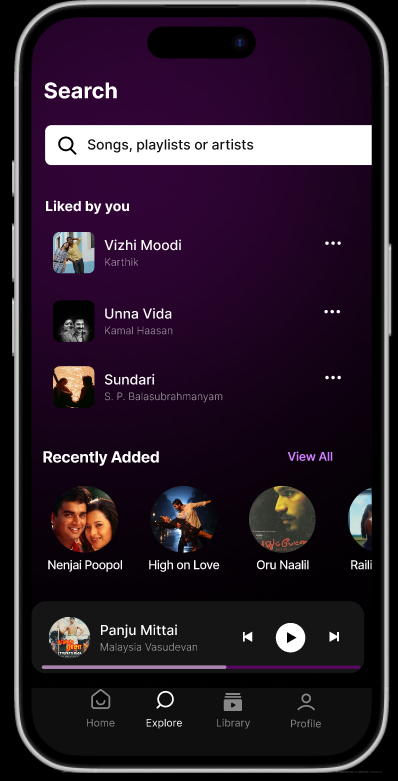 Search
Songs, playlists or artists
Liked by you
Vizhi Moodi
Karthik
Unna Vida
Kamal Haasan
Sundari
S. P. Balasubrahmanyam
Recently Added
View All
Nenjai Poopol
High on Love
Oru Naalil
Raili
Panju Mittai
Malaysia Vasudevan
Home
Explore
Library
Profile